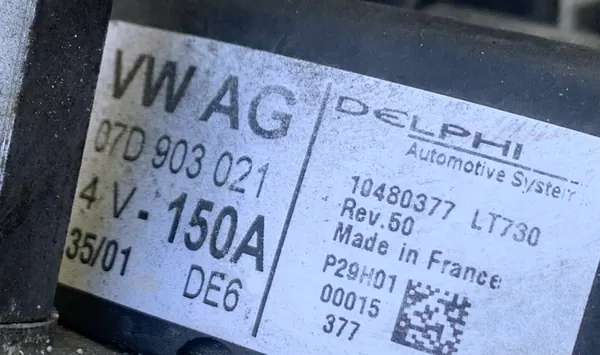 VW AG
07D 903 021
4 V - 150A
.35/01
DE6
DELPHI
Automotive System
10480377 LT730
Rev.50
Made in France
P29H01
00015
377